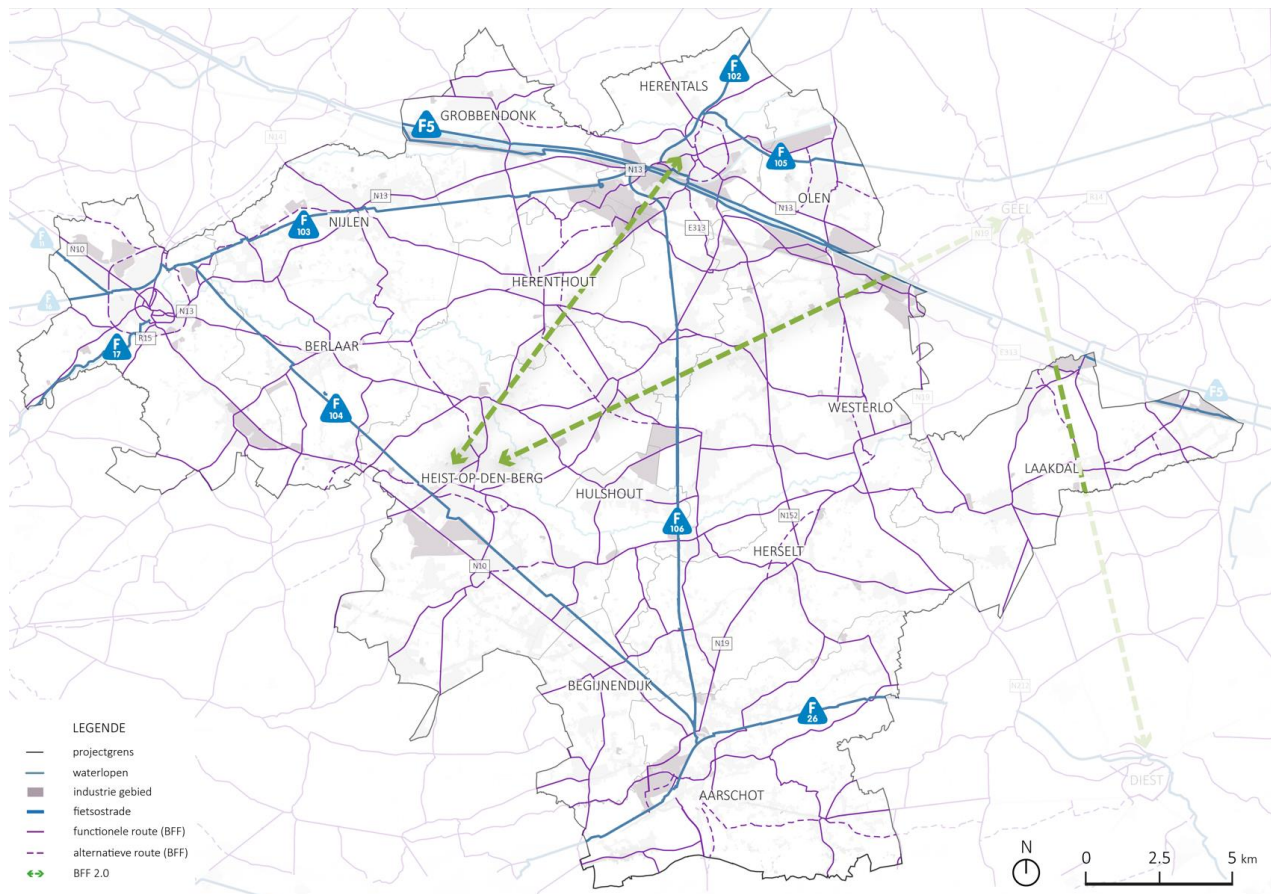 F
102
HERENTALS
GROBBENDONK
F5
N14
F
105
N13
N13
OLEN
N13
N14
GEEL
F
103
NIJLEN
E313
N10
HERENTHOUT
N13
R15
F
17
BERLAAR
E313
F5
F
104
WESTERLO
HEIST-OP-DEN-BERG
LAAKDAL
HULSHOUT
F
106
N152
HERSELT
N10
N19
BEGIJNENDIJK
N212
F
26
DIEST
AARSCHOT
LEGENDE
projectgrens
waterlopen
industrie gebied
fietsostrade
functionele route (BFF)
alternatieve route (BFF)
BFF 2.0
N
0 2.5 5 km